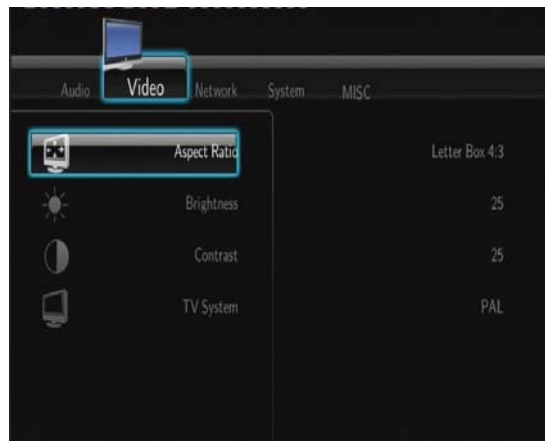 Audio Video Network System MISC
Aspect Ratio Letter Box 4:3
Brightness 25
Contrast 25
TV System PAL